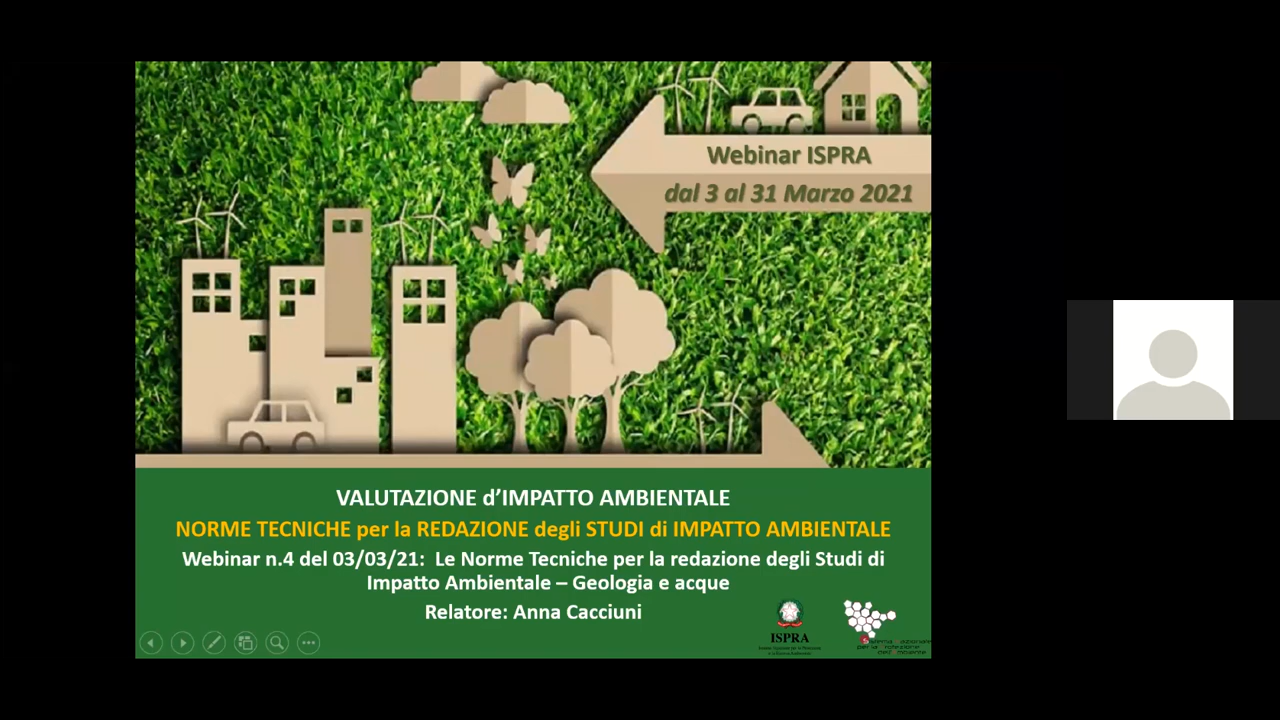 Webinar ISPRA
dal 3 al 31 Marzo 2021
VALUTAZIONE d’IMPATTO AMBIENTALE
NORME TECNICHE per la REDAZIONE degli STUDI di IMPATTO AMBIENTALE
Webinar n.4 del 03/03/21: Le Norme Tecniche per la redazione degli Studi di
Impatto Ambientale – Geologia e acque
Relatore: Anna Cacciuni
ISPRA